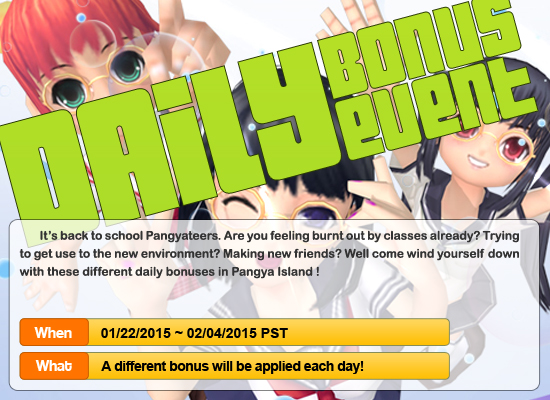 DAiLY BONUS
event
It's back to school Pangyateers. Are you feeling burnt out by classes already? Trying
to get use to the new environment? Making new friends? Well come wind yourself down
with these different daily bonuses in Pangya Island !
When 01/22/2015 ~ 02/04/2015 PST
What A different bonus will be applied each day!